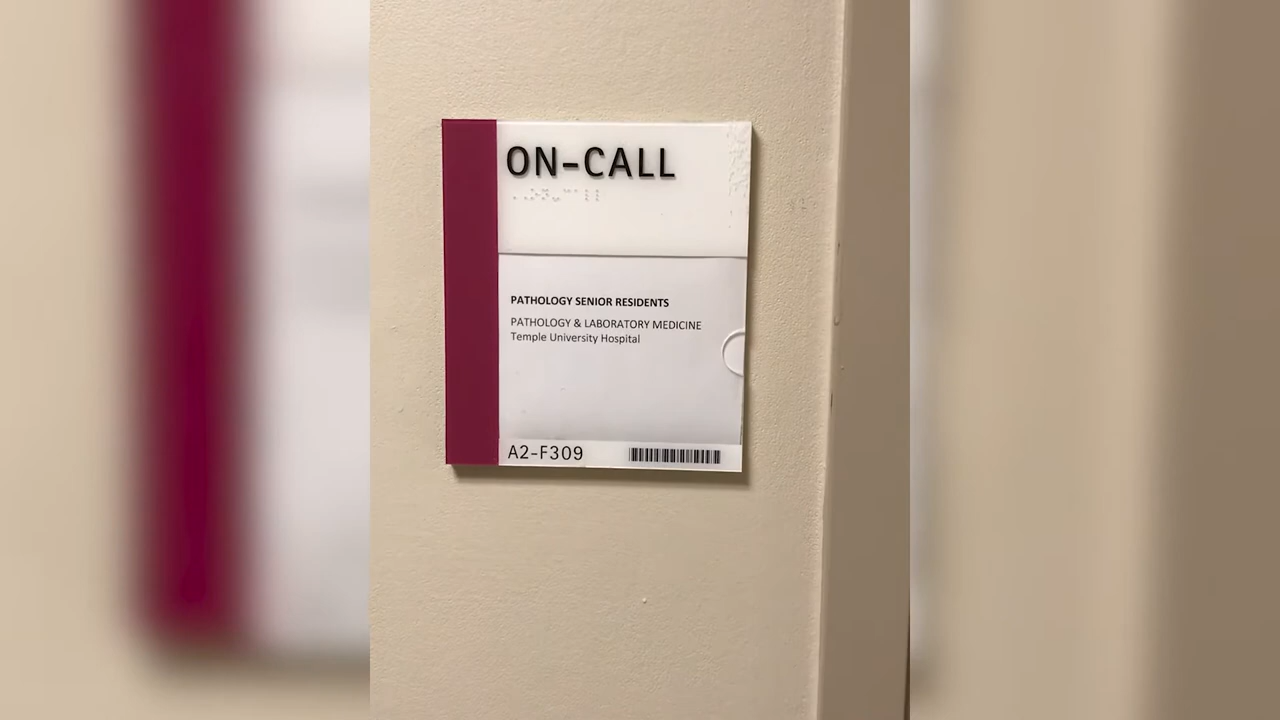 ON-CALL
PATHOLOGY SENIOR RESIDENTS
PATHOLOGY & LABORATORY MEDICINE
Temple University Hospital
A2-F309